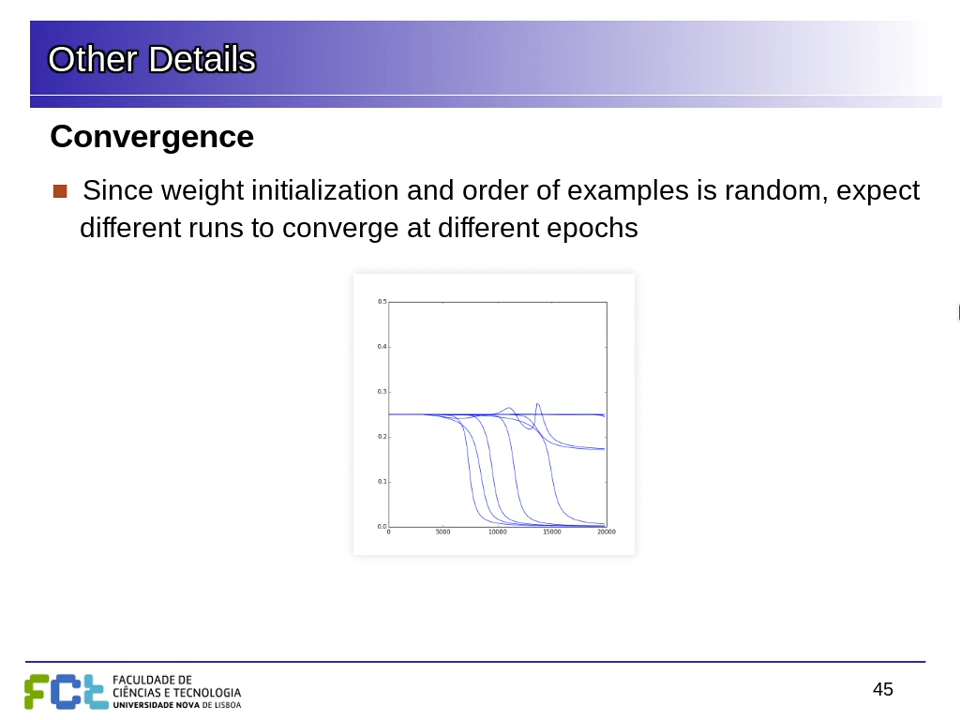 Other Details
Convergence
Since weight initialization and order of examples is random, expect
different runs to converge at different epochs
0.5
0.4
0.3
0.2
0.1
0.0
0 5000 10000 15000 20000
FCt
FACULDADE DE
CIÊNCIAS E TECNOLOGIA
UNIVERSIDADE NOVA DE LISBOA
45